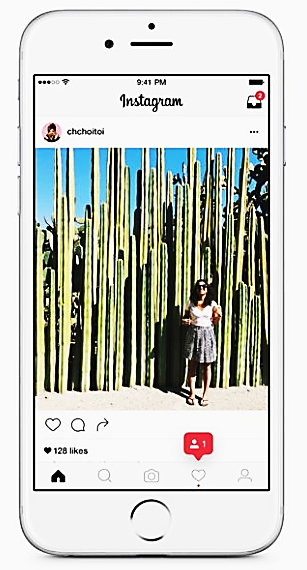 9:41 PM
Instagram
2
chchoitoi
128 likes
1